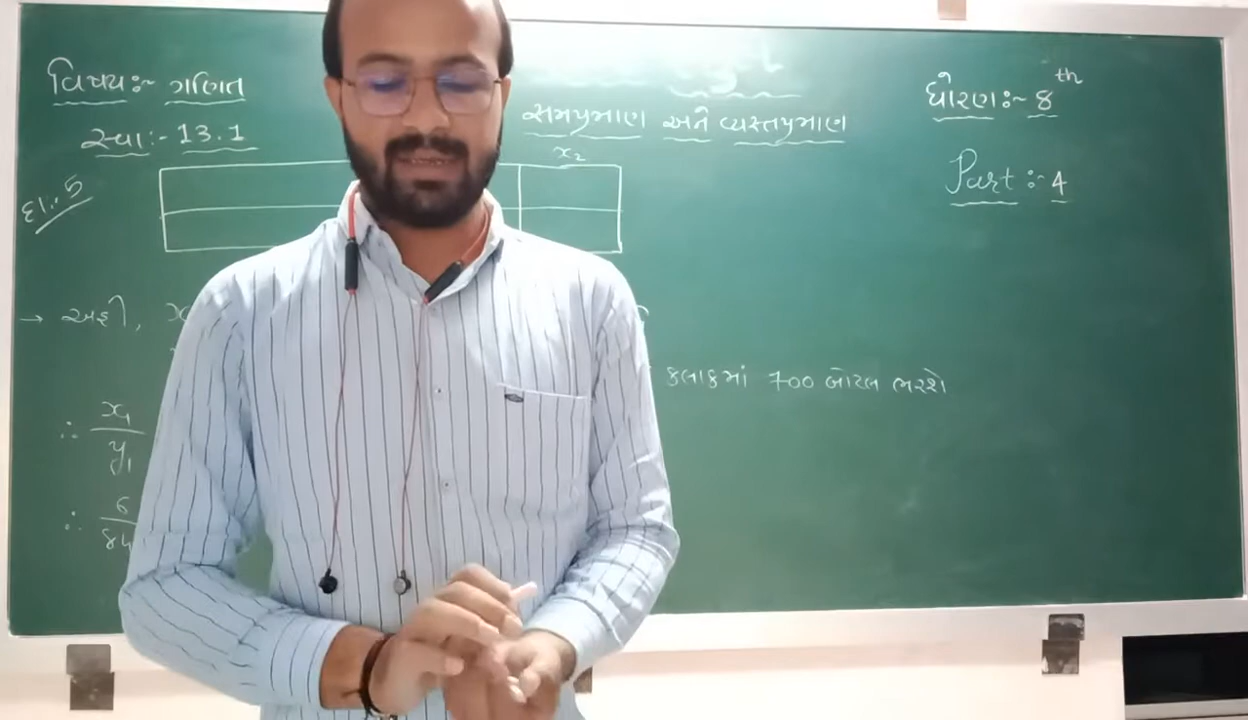 વિષયઃ~ ગણિત
ધોરણઃ~ 8th
સમપ્રમાણ અને વ્યસ્તપ્રમાણ
સ્વાઃ- 13.1
x₂
Part :- 4
દા.. 5
→ અહી,
કલાકમાં 700 બોટલ ભરશે
∴ x₁
y₁
∴ 6
84